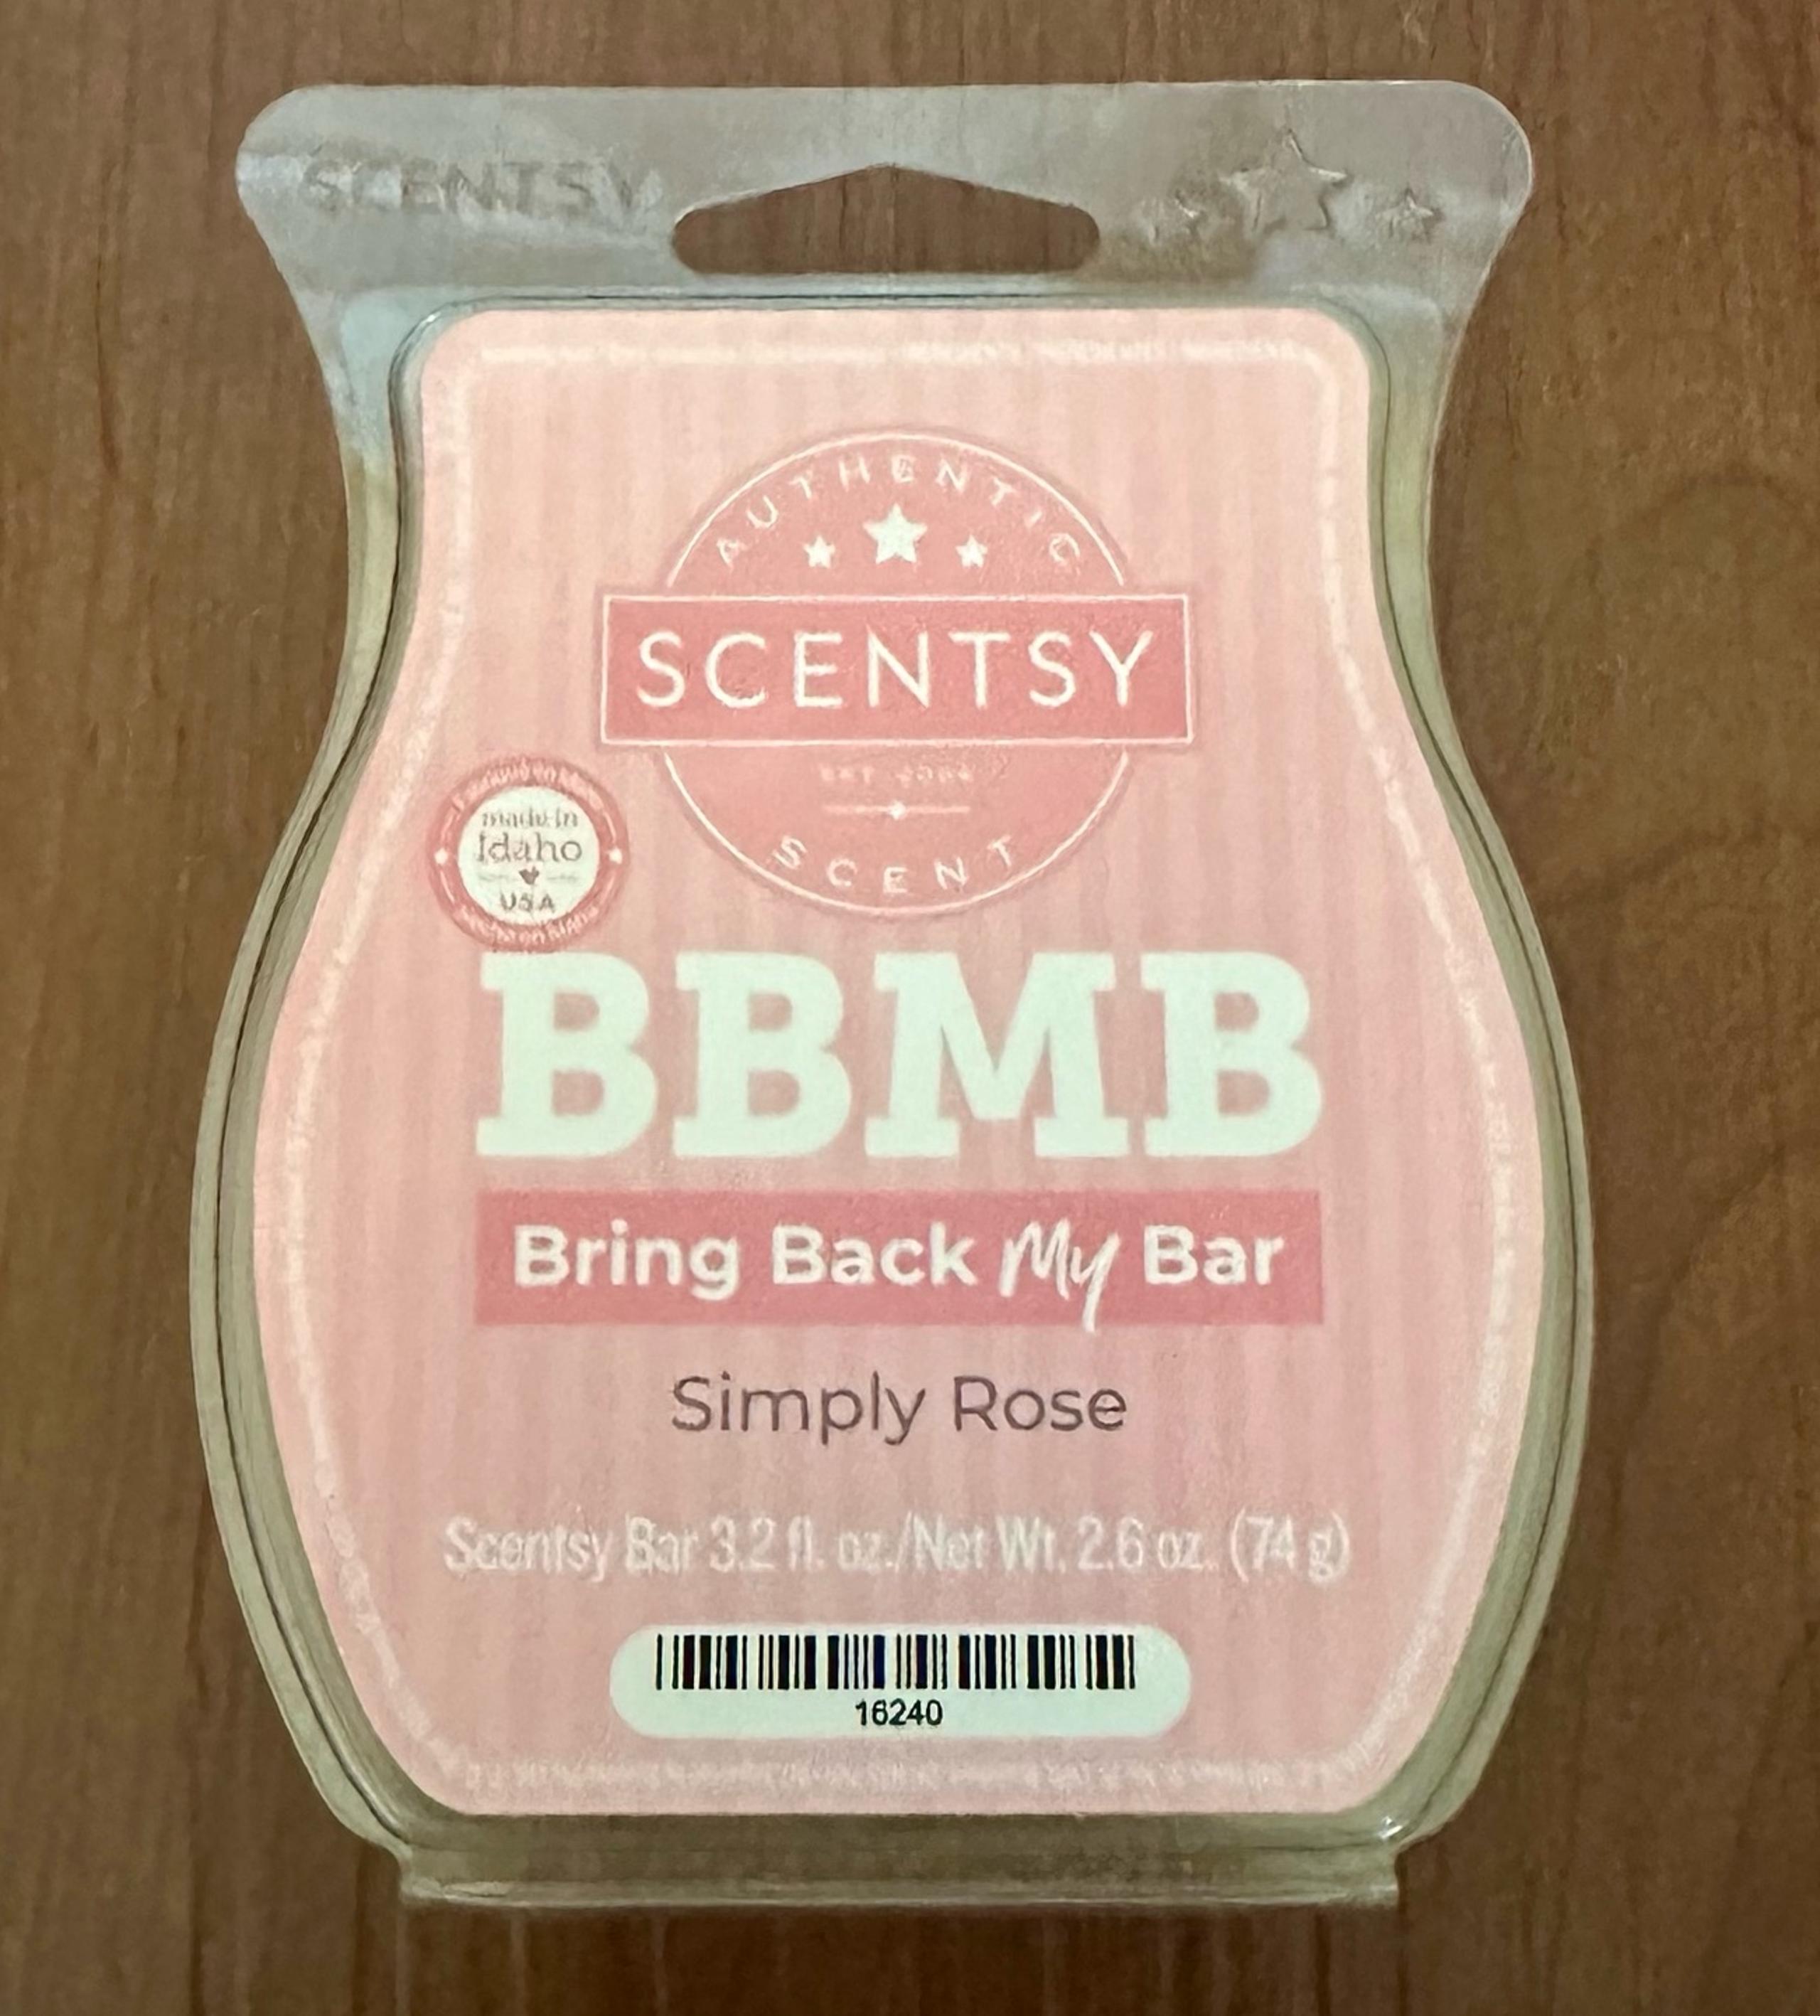 SCENTSY
AUTHENTIC
SCENTSY
SCENT
made in
Idaho
USA
BBMB
Bring Back My Bar
Simply Rose
Scentsy Bar 3.2 fl. oz./Net Wt. 2.6 oz. (74 g)
16240